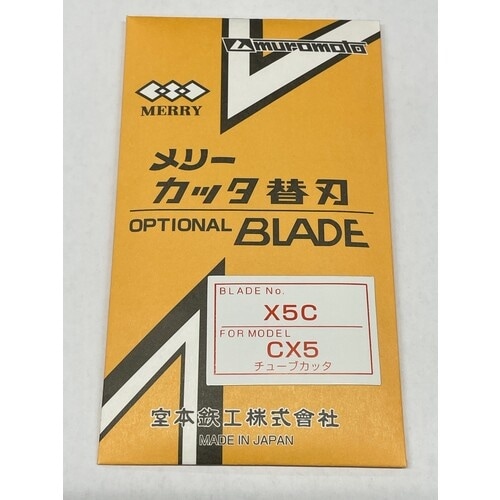 muromoto
MERRY
メリー
カッタ替刃
OPTIONAL BLADE
BLADE No.
X5C
FOR MODEL
CX5
チューブカッタ
室本鉄工株式會社
MADE IN JAPAN